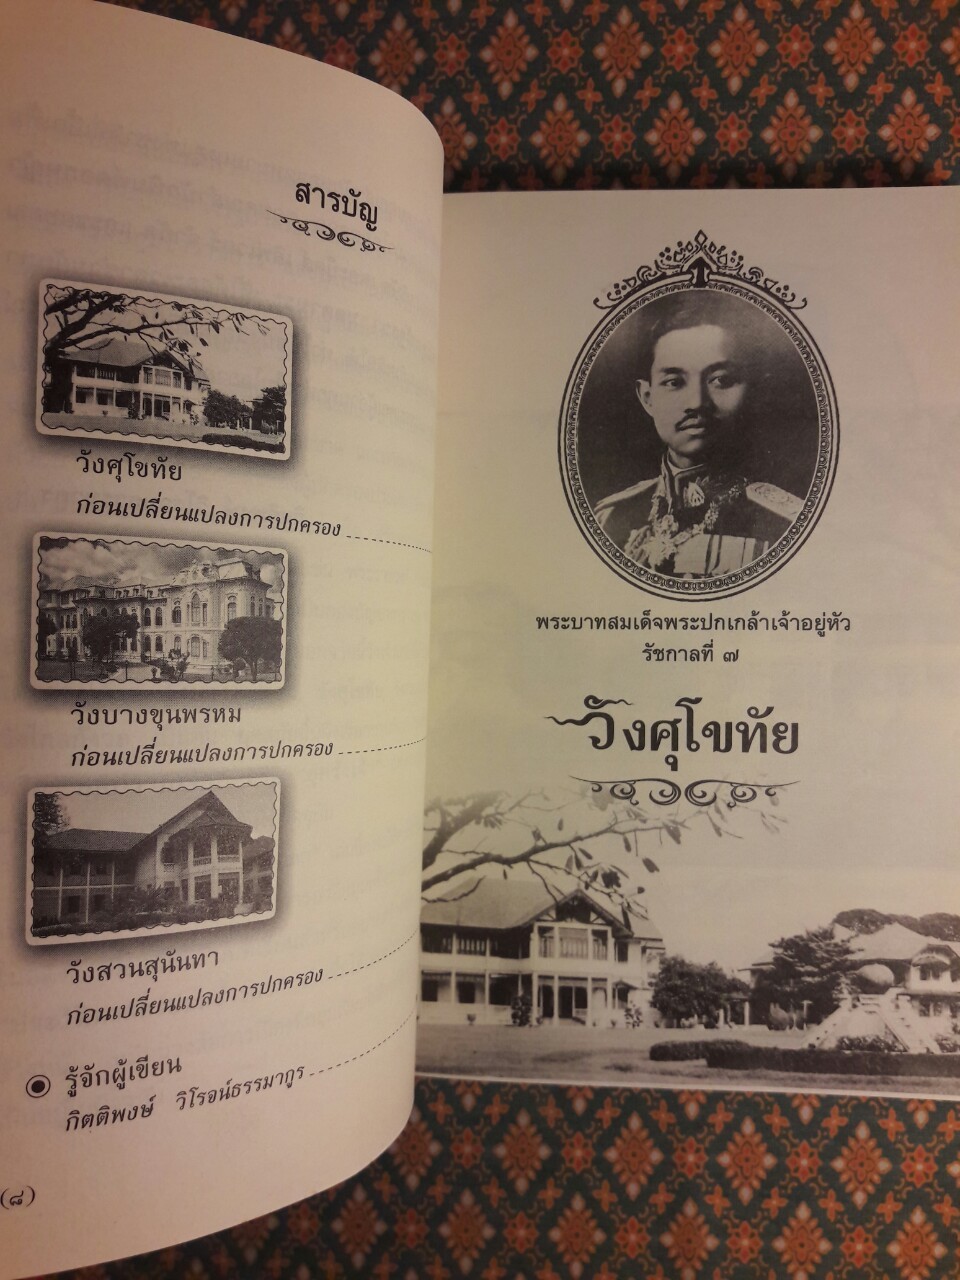 สารบัญ
วังศุโขทัย
ก่อนเปลี่ยนแปลงการปกครอง
วังบางขุนพรหม
ก่อนเปลี่ยนแปลงการปกครอง
วังสวนสุนันทา
ก่อนเปลี่ยนแปลงการปกครอง
รู้จักผู้เขียน
กิตติพงษ์ วิโรจน์ธรรมากูร
(๘)
พระบาทสมเด็จพระปกเกล้าเจ้าอยู่หัว
รัชกาลที่ ๗
วังศุโขทัย